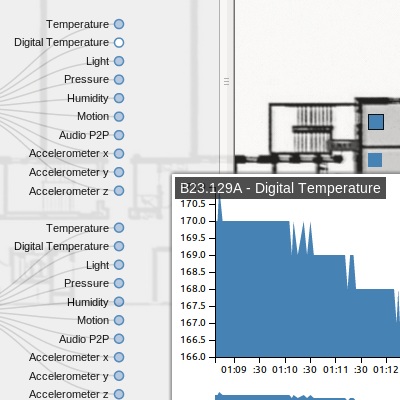 Temperature
Digital Temperature
Light
Pressure
Humidity
Motion
Audio P2P
Accelerometer x
Accelerometer y
Accelerometer z
Temperature
Digital Temperature
Light
Pressure
Humidity
Motion
Audio P2P
Accelerometer x
Accelerometer y
Accelerometer z
B23.129A - Digital Temperature
170.5
170.0
169.5
169.0
168.5
168.0
167.5
167.0
166.5
166.0
01:09 :30 01:10 :30 01:11 :30 01:12